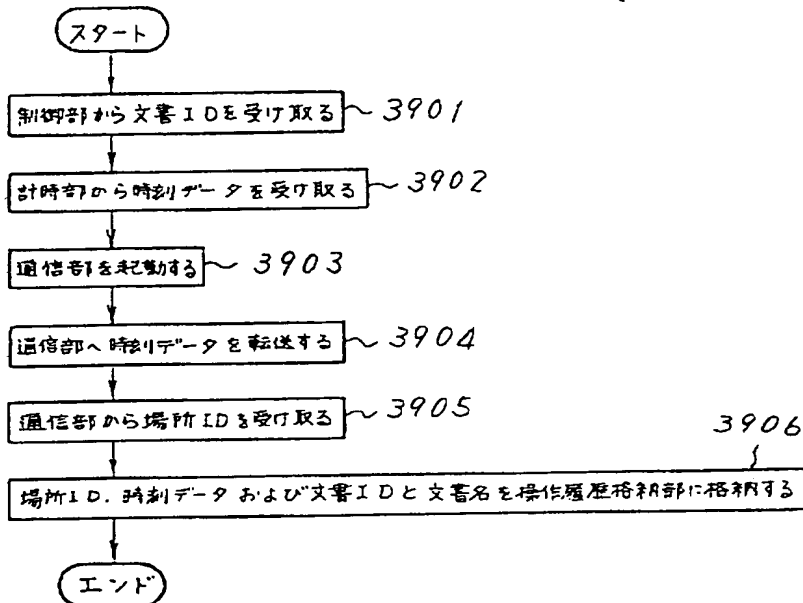 スタート
制御部から文書IDを受け取る 3901
計時部から時刻データを受け取る 3902
通信部を起動する 3903
通信部へ時刻データを転送する 3904
通信部から場所IDを受け取る 3905
3906
場所ID.時刻データおよび文書IDと文書名を操作履歴格納部に格納する
エンド